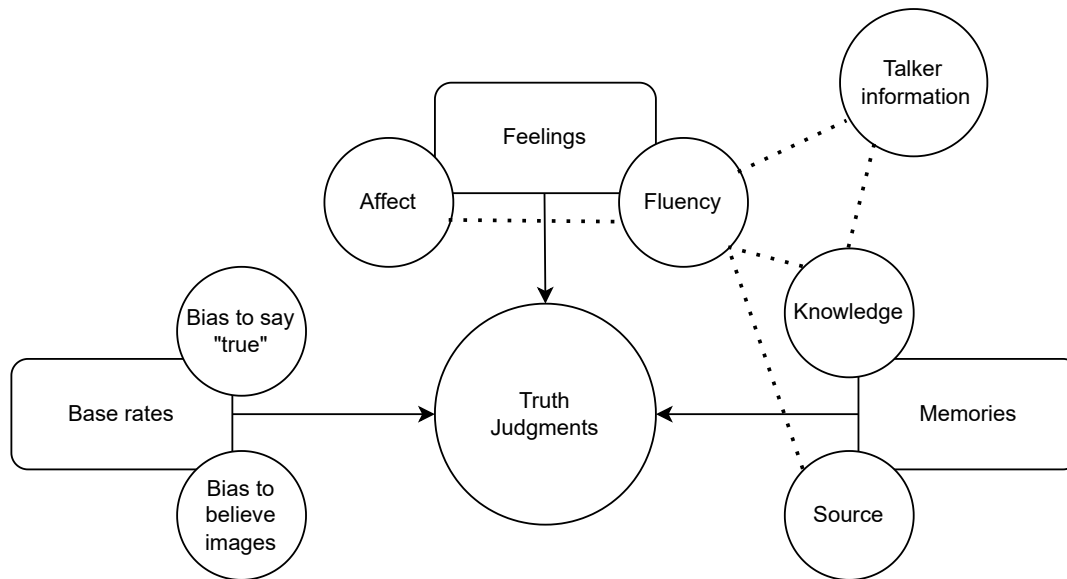 Talker
information
Feelings
Affect
Fluency
Bias to say
"true"
Knowledge
Base rates
Truth
Judgments
Memories
Bias to
believe
images
Source